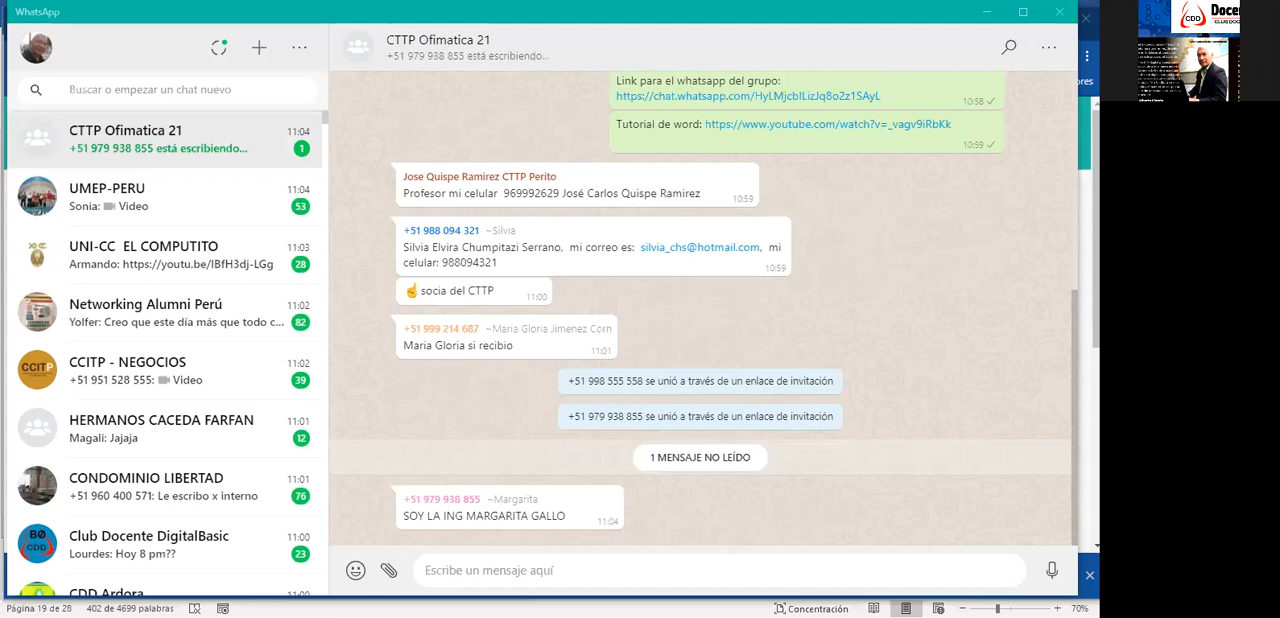 WhatsApp
Buscar o empezar un chat nuevo
CTTP Ofimatica 21
11:04
+51 979 938 855 está escribiendo...
1
UMEP-PERU
11:04
Sonia: Video
53
UNI-CC EL COMPUTITO
11:03
Armando: https://youtu.be/lBfH3dj-LGg
28
Networking Alumni Perú
11:02
Yolfer: Creo que este día más que todo c...
82
CCITP - NEGOCIOS
11:02
+51 951 528 555: Video
39
HERMANOS CACEDA FARFAN
11:01
Magali: Jajaja
12
CONDOMINIO LIBERTAD
11:01
+51 960 400 571: Le escribo x interno
76
Club Docente DigitalBasic
11:00
Lourdes: Hoy 8 pm??
23
CDD Ardora
11:00
CTTP Ofimatica 21
+51 979 938 855 está escribiendo...
Link para el whatsapp del grupo:
https://chat.whatsapp.com/HyLMjcbILizJq8o2z1SAyL
10:58
Tutorial de word: https://www.youtube.com/watch?v=_vagv9iRbKk
10:59
Jose Quispe Ramirez CTTP Perito
Profesor mi celular 969992629 José Carlos Quispe Ramirez
10:59
+51 988 094 321 ~Silvia
Silvia Elvira Chumpitazi Serrano, mi correo es: silvia_chs@hotmail.com, mi
celular: 988094321
10:59
socia del CTTP
11:00
+51 999 214 687 ~Maria Gloria Jimenez Corn
Maria Gloria si recibio
11:01
+51 998 555 558 se unió a través de un enlace de invitación
+51 979 938 855 se unió a través de un enlace de invitación
1 MENSAJE NO LEÍDO
+51 979 938 855 ~Margarita
SOY LA ING MARGARITA GALLO
11:04
Escribe un mensaje aquí
Página 19 de 28 402 de 4699 palabras
Concentración
70%
ores
CDD
Doce
CLUB DOC